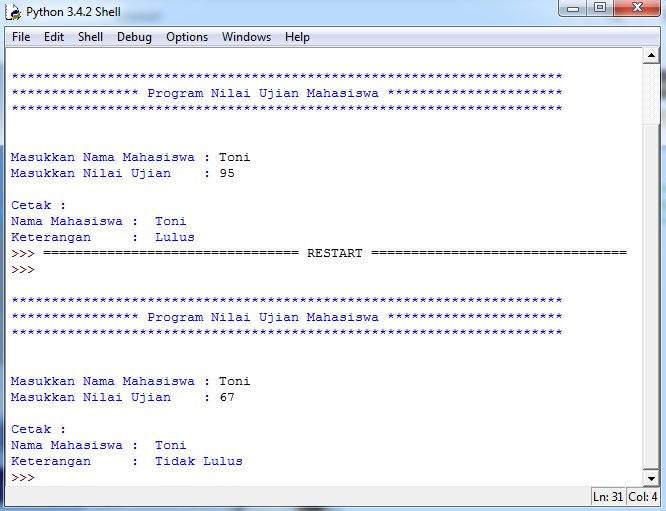 Python 3.4.2 Shell
File Edit Shell Debug Options Windows Help
*********************************************************************
**************** Program Nilai Ujian Mahasiswa **********************
*********************************************************************
Masukkan Nama Mahasiswa : Toni
Masukkan Nilai Ujian    : 95
Cetak :
Nama Mahasiswa :  Toni
Keterangan     :  Lulus
>>> ================================ RESTART ================================
>>>
*********************************************************************
**************** Program Nilai Ujian Mahasiswa **********************
*********************************************************************
Masukkan Nama Mahasiswa : Toni
Masukkan Nilai Ujian    : 67
Cetak :
Nama Mahasiswa :  Toni
Keterangan     :  Tidak Lulus
>>>
Ln: 31 Col: 4